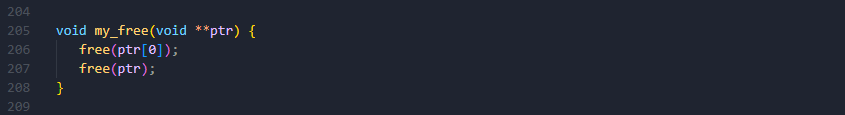 204
205 void my_free(void **ptr) {
206 free(ptr[0]);
207 free(ptr);
208 }
209